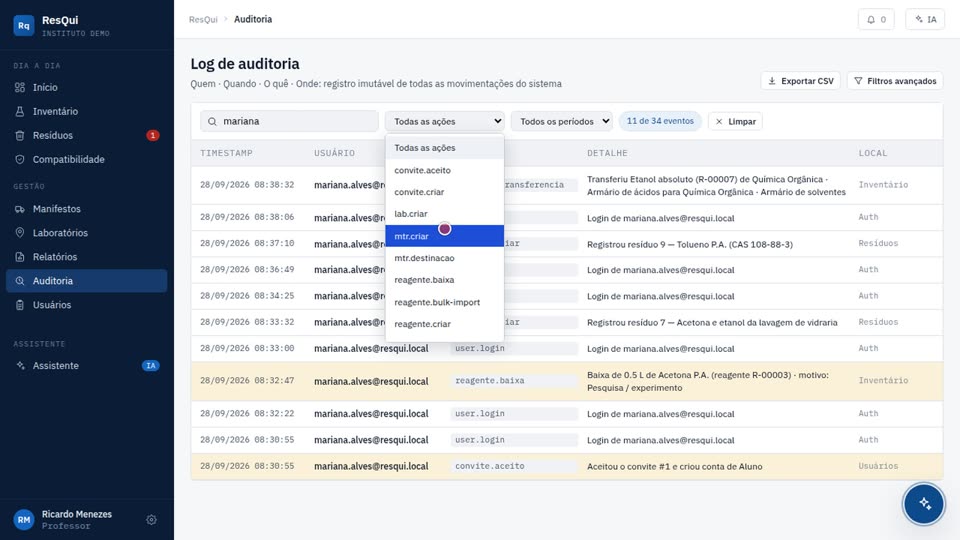 Rq
ResQui
INSTITUTO DEMO
DIA A DIA
Início
Inventário
Resíduos 1
Compatibilidade
GESTÃO
Manifestos
Laboratórios
Relatórios
Auditoria
Usuários
ASSISTENTE
Assistente IA
RM
Ricardo Menezes
Professor
ResQui > Auditoria
0
IA
Log de auditoria
Quem · Quando · O quê · Onde: registro imutável de todas as movimentações do sistema
Exportar CSV
Filtros avançados
mariana
Todas as ações
Todos os períodos
11 de 34 eventos
× Limpar
Todas as ações
convite.aceito
convite.criar
lab.criar
mtr.criar
mtr.destinacao
reagente.baixa
reagente.bulk-import
reagente.criar
TIMESTAMP USUÁRIO DETALHE LOCAL
28/09/2026 08:38:32 mariana.alves@re ransferencia Transferiu Etanol absoluto (R-00007) de Química Orgânica · Inventário
Armário de ácidos para Química Orgânica · Armário de solventes
28/09/2026 08:38:06 mariana.alves@re Login de mariana.alves@resqui.local Auth
28/09/2026 08:37:10 mariana.alves@re iar Registrou resíduo 9 — Tolueno P.A. (CAS 108-88-3) Resíduos
28/09/2026 08:36:49 mariana.alves@re Login de mariana.alves@resqui.local Auth
28/09/2026 08:34:25 mariana.alves@re Login de mariana.alves@resqui.local Auth
28/09/2026 08:33:32 mariana.alves@re iar Registrou resíduo 7 — Acetona e etanol da lavagem de vidraria Resíduos
28/09/2026 08:33:00 mariana.alves@resqui.local user.login Login de mariana.alves@resqui.local Auth
28/09/2026 08:32:47 mariana.alves@resqui.local reagente.baixa Baixa de 0.5 L de Acetona P.A. (reagente R-00003) · motivo: Inventário
Pesquisa / experimento
28/09/2026 08:32:22 mariana.alves@resqui.local user.login Login de mariana.alves@resqui.local Auth
28/09/2026 08:30:55 mariana.alves@resqui.local user.login Login de mariana.alves@resqui.local Auth
28/09/2026 08:30:55 mariana.alves@resqui.local convite.aceito Aceitou o convite #1 e criou conta de Aluno Usuários